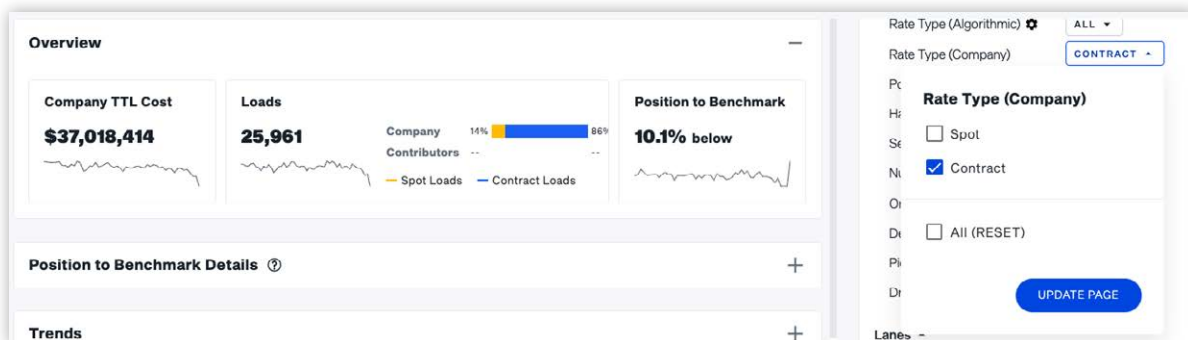 Overview
Company TTL Cost
$37,018,414
Loads
25,961
Company 14% 86%
Contributors -- --
Spot Loads Contract Loads
Position to Benchmark
10.1% below
Position to Benchmark Details
Trends
Rate Type (Algorithmic) ALL
Rate Type (Company) CONTRACT
Rate Type (Company)
Spot
Contract
All (RESET)
UPDATE PAGE
Lanes